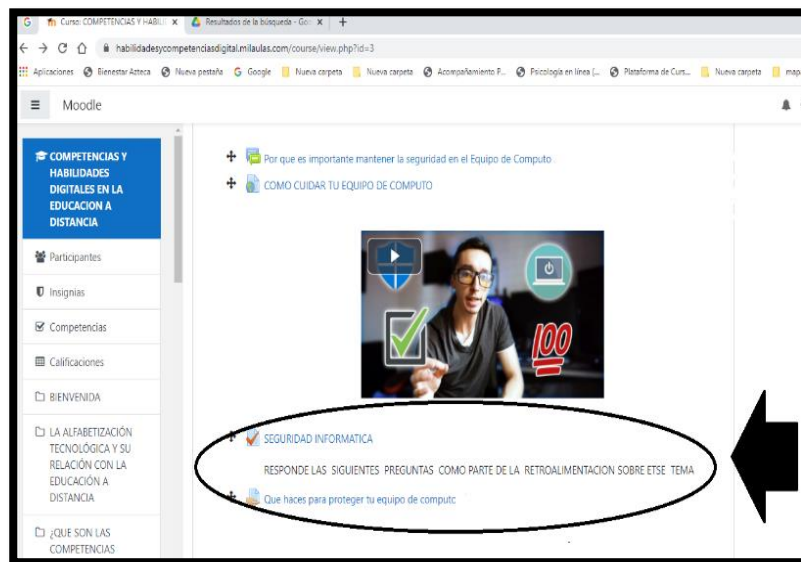 Curso: COMPETENCIAS Y HABILI
Resultados de la búsqueda - Goo
habilidadesycompetenciasdigital.milaulas.com/course/view.php?id=3
Aplicaciones Bienestar Azteca Nueva pestaña Google Nueva carpeta Nueva carpeta Acompañamiento P... Psicología en línea (... Plataforma de Curs... Nueva carpeta map
Moodle
COMPETENCIAS Y
HABILIDADES
DIGITALES EN LA
EDUCACION A
DISTANCIA
Participantes
Insignias
Competencias
Calificaciones
BIENVENIDA
LA ALFABETIZACIÓN
TECNOLÓGICA Y SU
RELACIÓN CON LA
EDUCACIÓN A
DISTANCIA
¿QUE SON LAS
COMPETENCIAS
Por que es importante mantener la seguridad en el Equipo de Computo
COMO CUIDAR TU EQUIPO DE COMPUTO
100
SEGURIDAD INFORMATICA
RESPONDE LAS SIGUIENTES PREGUNTAS COMO PARTE DE LA RETROALIMENTACION SOBRE ETSE TEMA
Que haces para proteger tu equipo de computc